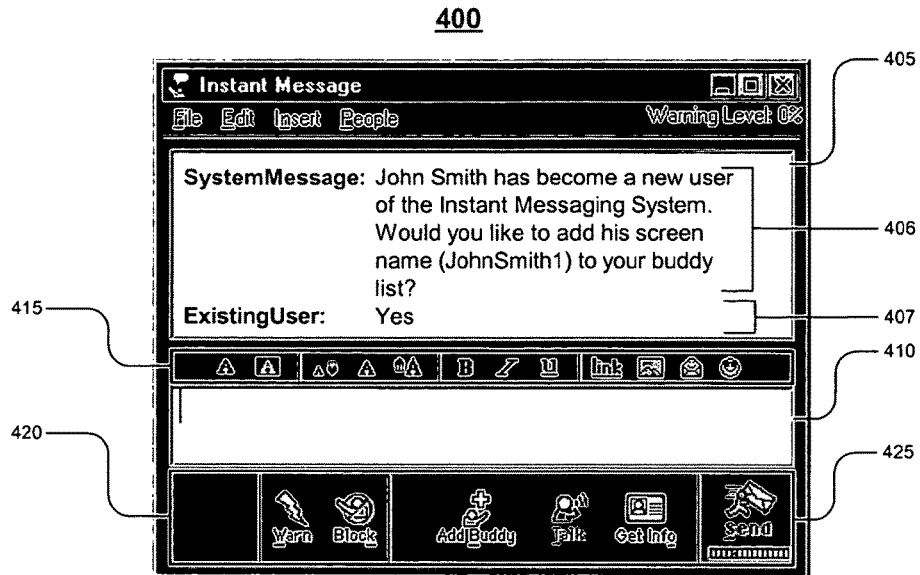 400
Instant Message
File Edit Insert People Warning Level: 0%
405
SystemMessage: John Smith has become a new user
of the Instant Messaging System.
Would you like to add his screen
name (JohnSmith1) to your buddy
list?
406
ExistingUser: Yes
407
415
A A A A A B I U link
410
420
425
Warn Block Add Buddy Talk Get Info Send